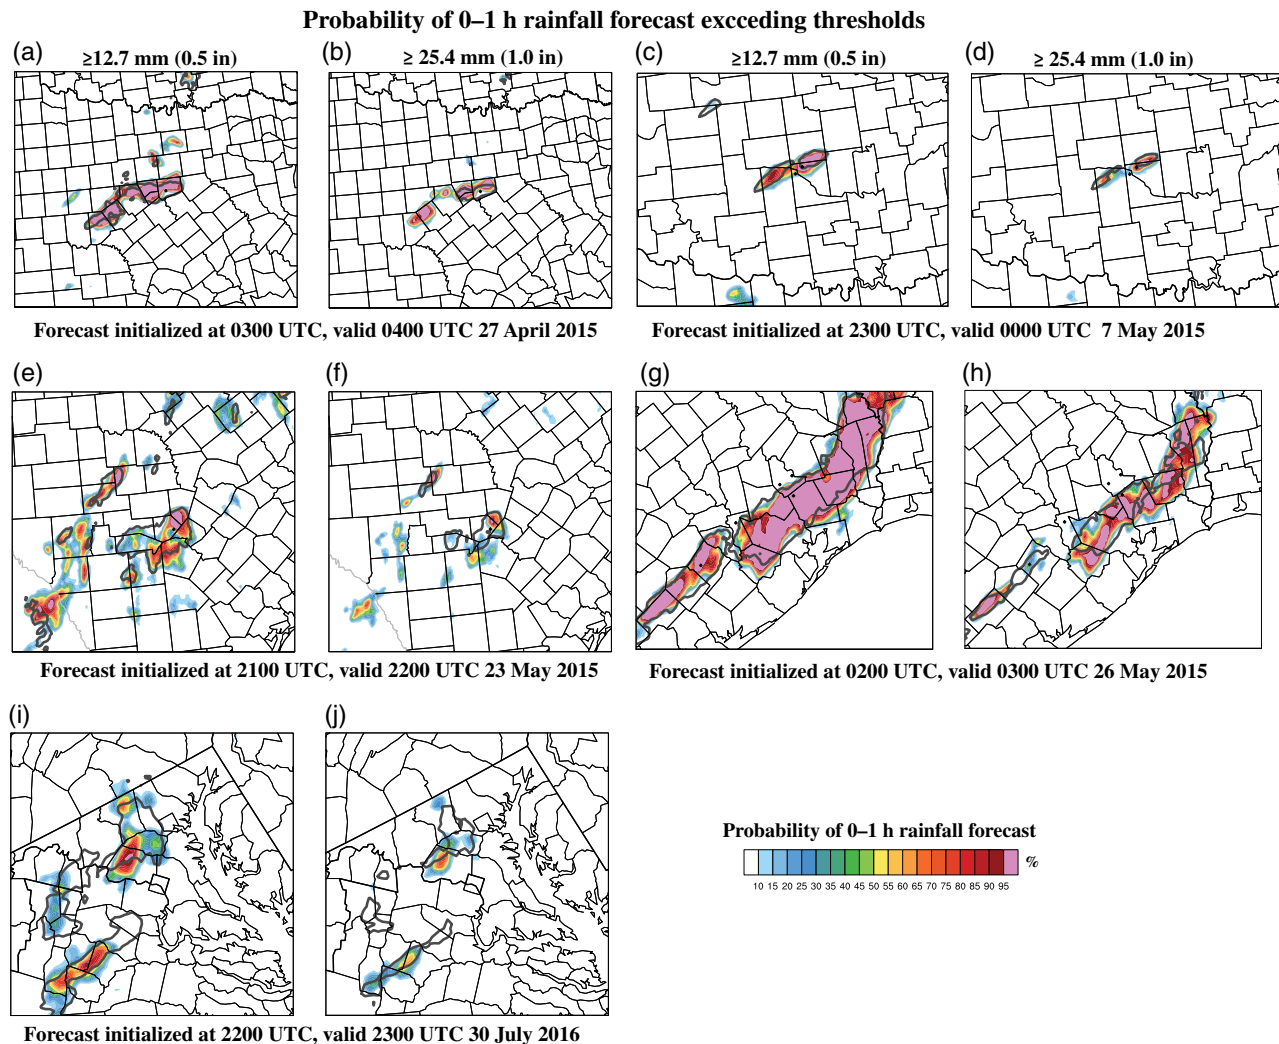 Probability of 0–1 h rainfall forecast excceding thresholds
(a) ≥12.7 mm (0.5 in)
(b) ≥ 25.4 mm (1.0 in)
(c) ≥12.7 mm (0.5 in)
(d) ≥ 25.4 mm (1.0 in)
Forecast initialized at 0300 UTC, valid 0400 UTC 27 April 2015
Forecast initialized at 2300 UTC, valid 0000 UTC 7 May 2015
(e)
(f)
(g)
(h)
Forecast initialized at 2100 UTC, valid 2200 UTC 23 May 2015
Forecast initialized at 0200 UTC, valid 0300 UTC 26 May 2015
(i)
(j)
Probability of 0–1 h rainfall forecast
%
10 15 20 25 30 35 40 45 50 55 60 65 70 75 80 85 90 95
Forecast initialized at 2200 UTC, valid 2300 UTC 30 July 2016